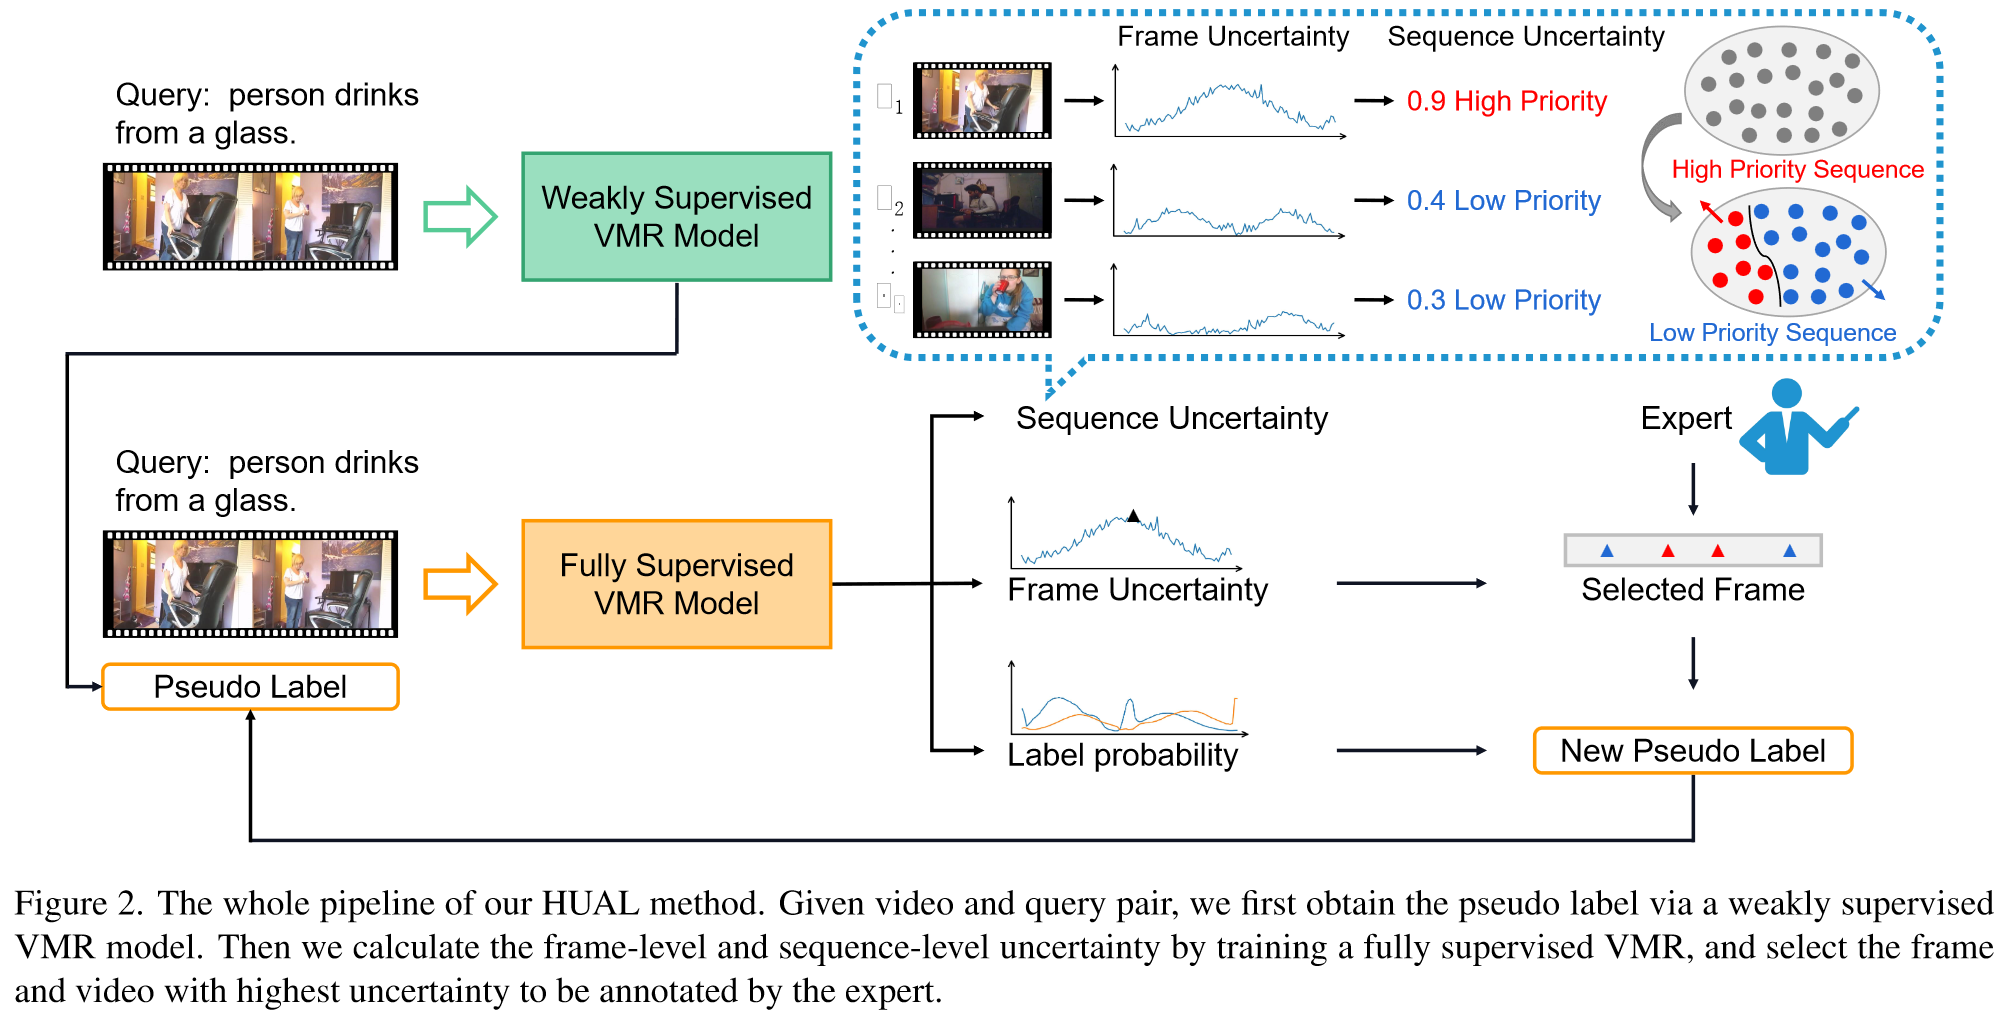 Query: person drinks
from a glass.
Weakly Supervised
VMR Model
Frame Uncertainty
Sequence Uncertainty
1
0.9 High Priority
2
0.4 Low Priority
0.3 Low Priority
High Priority Sequence
Low Priority Sequence
Query: person drinks
from a glass.
Fully Supervised
VMR Model
Pseudo Label
Sequence Uncertainty
Frame Uncertainty
Label probability
Expert
Selected Frame
New Pseudo Label
Figure 2. The whole pipeline of our HUAL method. Given video and query pair, we first obtain the pseudo label via a weakly supervised
VMR model. Then we calculate the frame-level and sequence-level uncertainty by training a fully supervised VMR, and select the frame
and video with highest uncertainty to be annotated by the expert.